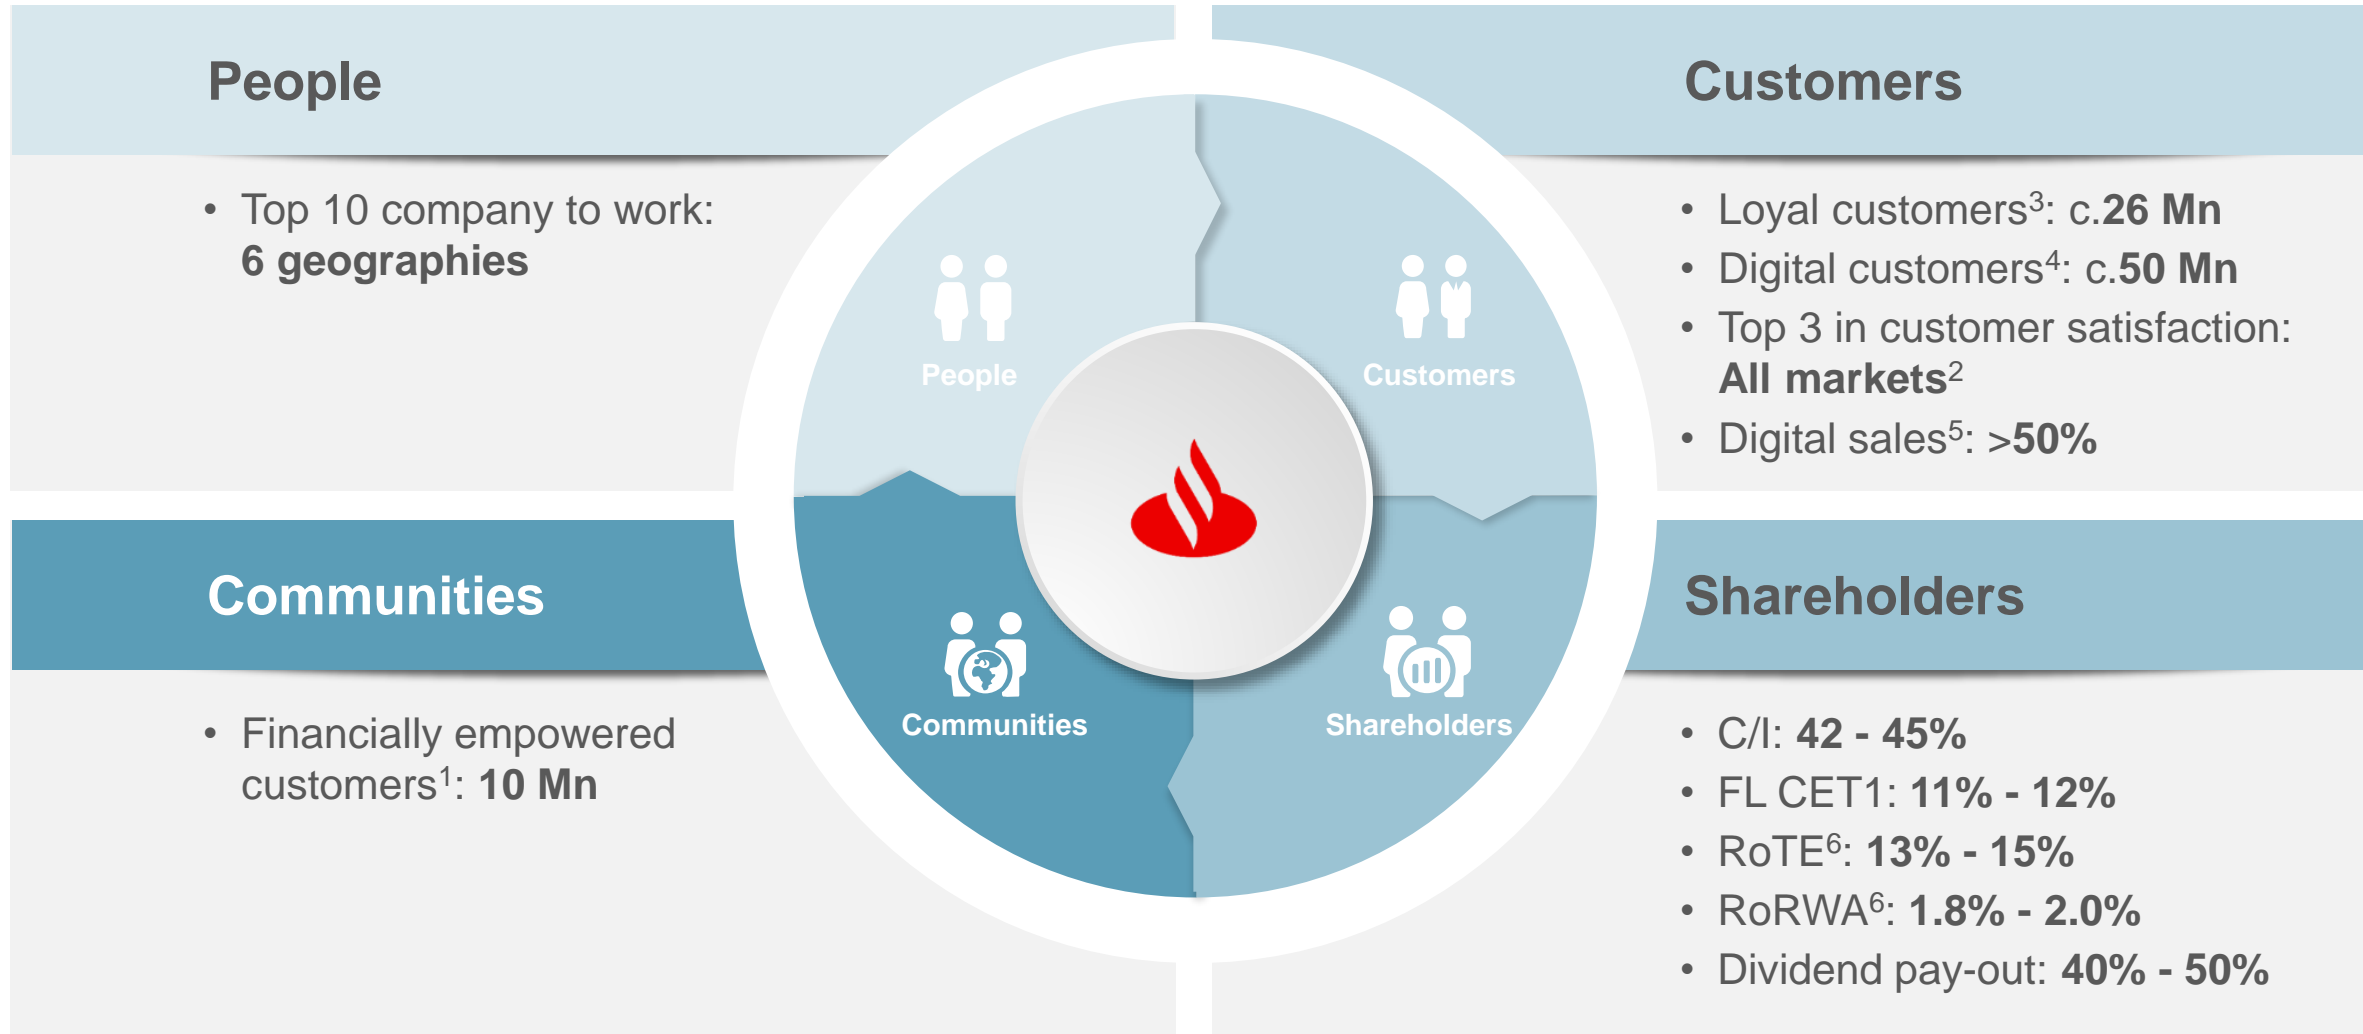 People
• Top 10 company to work:
6 geographies
Customers
• Loyal customers³: c.26 Mn
• Digital customers⁴: c.50 Mn
• Top 3 in customer satisfaction:
All markets²
• Digital sales⁵: >50%
People
Customers
Communities
Shareholders
Communities
• Financially empowered
customers¹: 10 Mn
Shareholders
• C/I: 42 - 45%
• FL CET1: 11% - 12%
• RoTE⁶: 13% - 15%
• RoRWA⁶: 1.8% - 2.0%
• Dividend pay-out: 40% - 50%